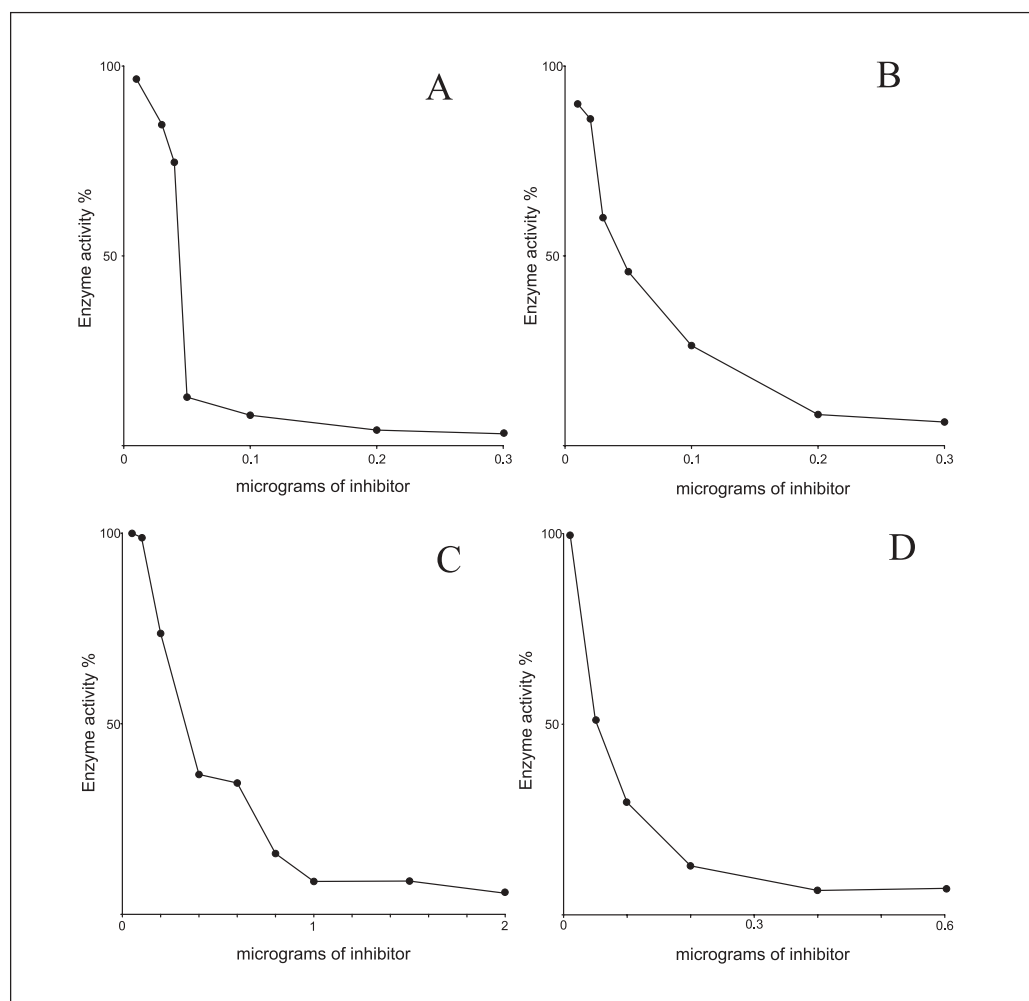 A
B
100
50
0
0.1
0.2
0.3
Enzyme activity %
micrograms of inhibitor
100
50
0
0.1
0.2
0.3
Enzyme activity %
micrograms of inhibitor
C
D
100
50
0
1
2
Enzyme activity %
micrograms of inhibitor
100
50
0
0.3
0.6
Enzyme activity %
micrograms of inhibitor